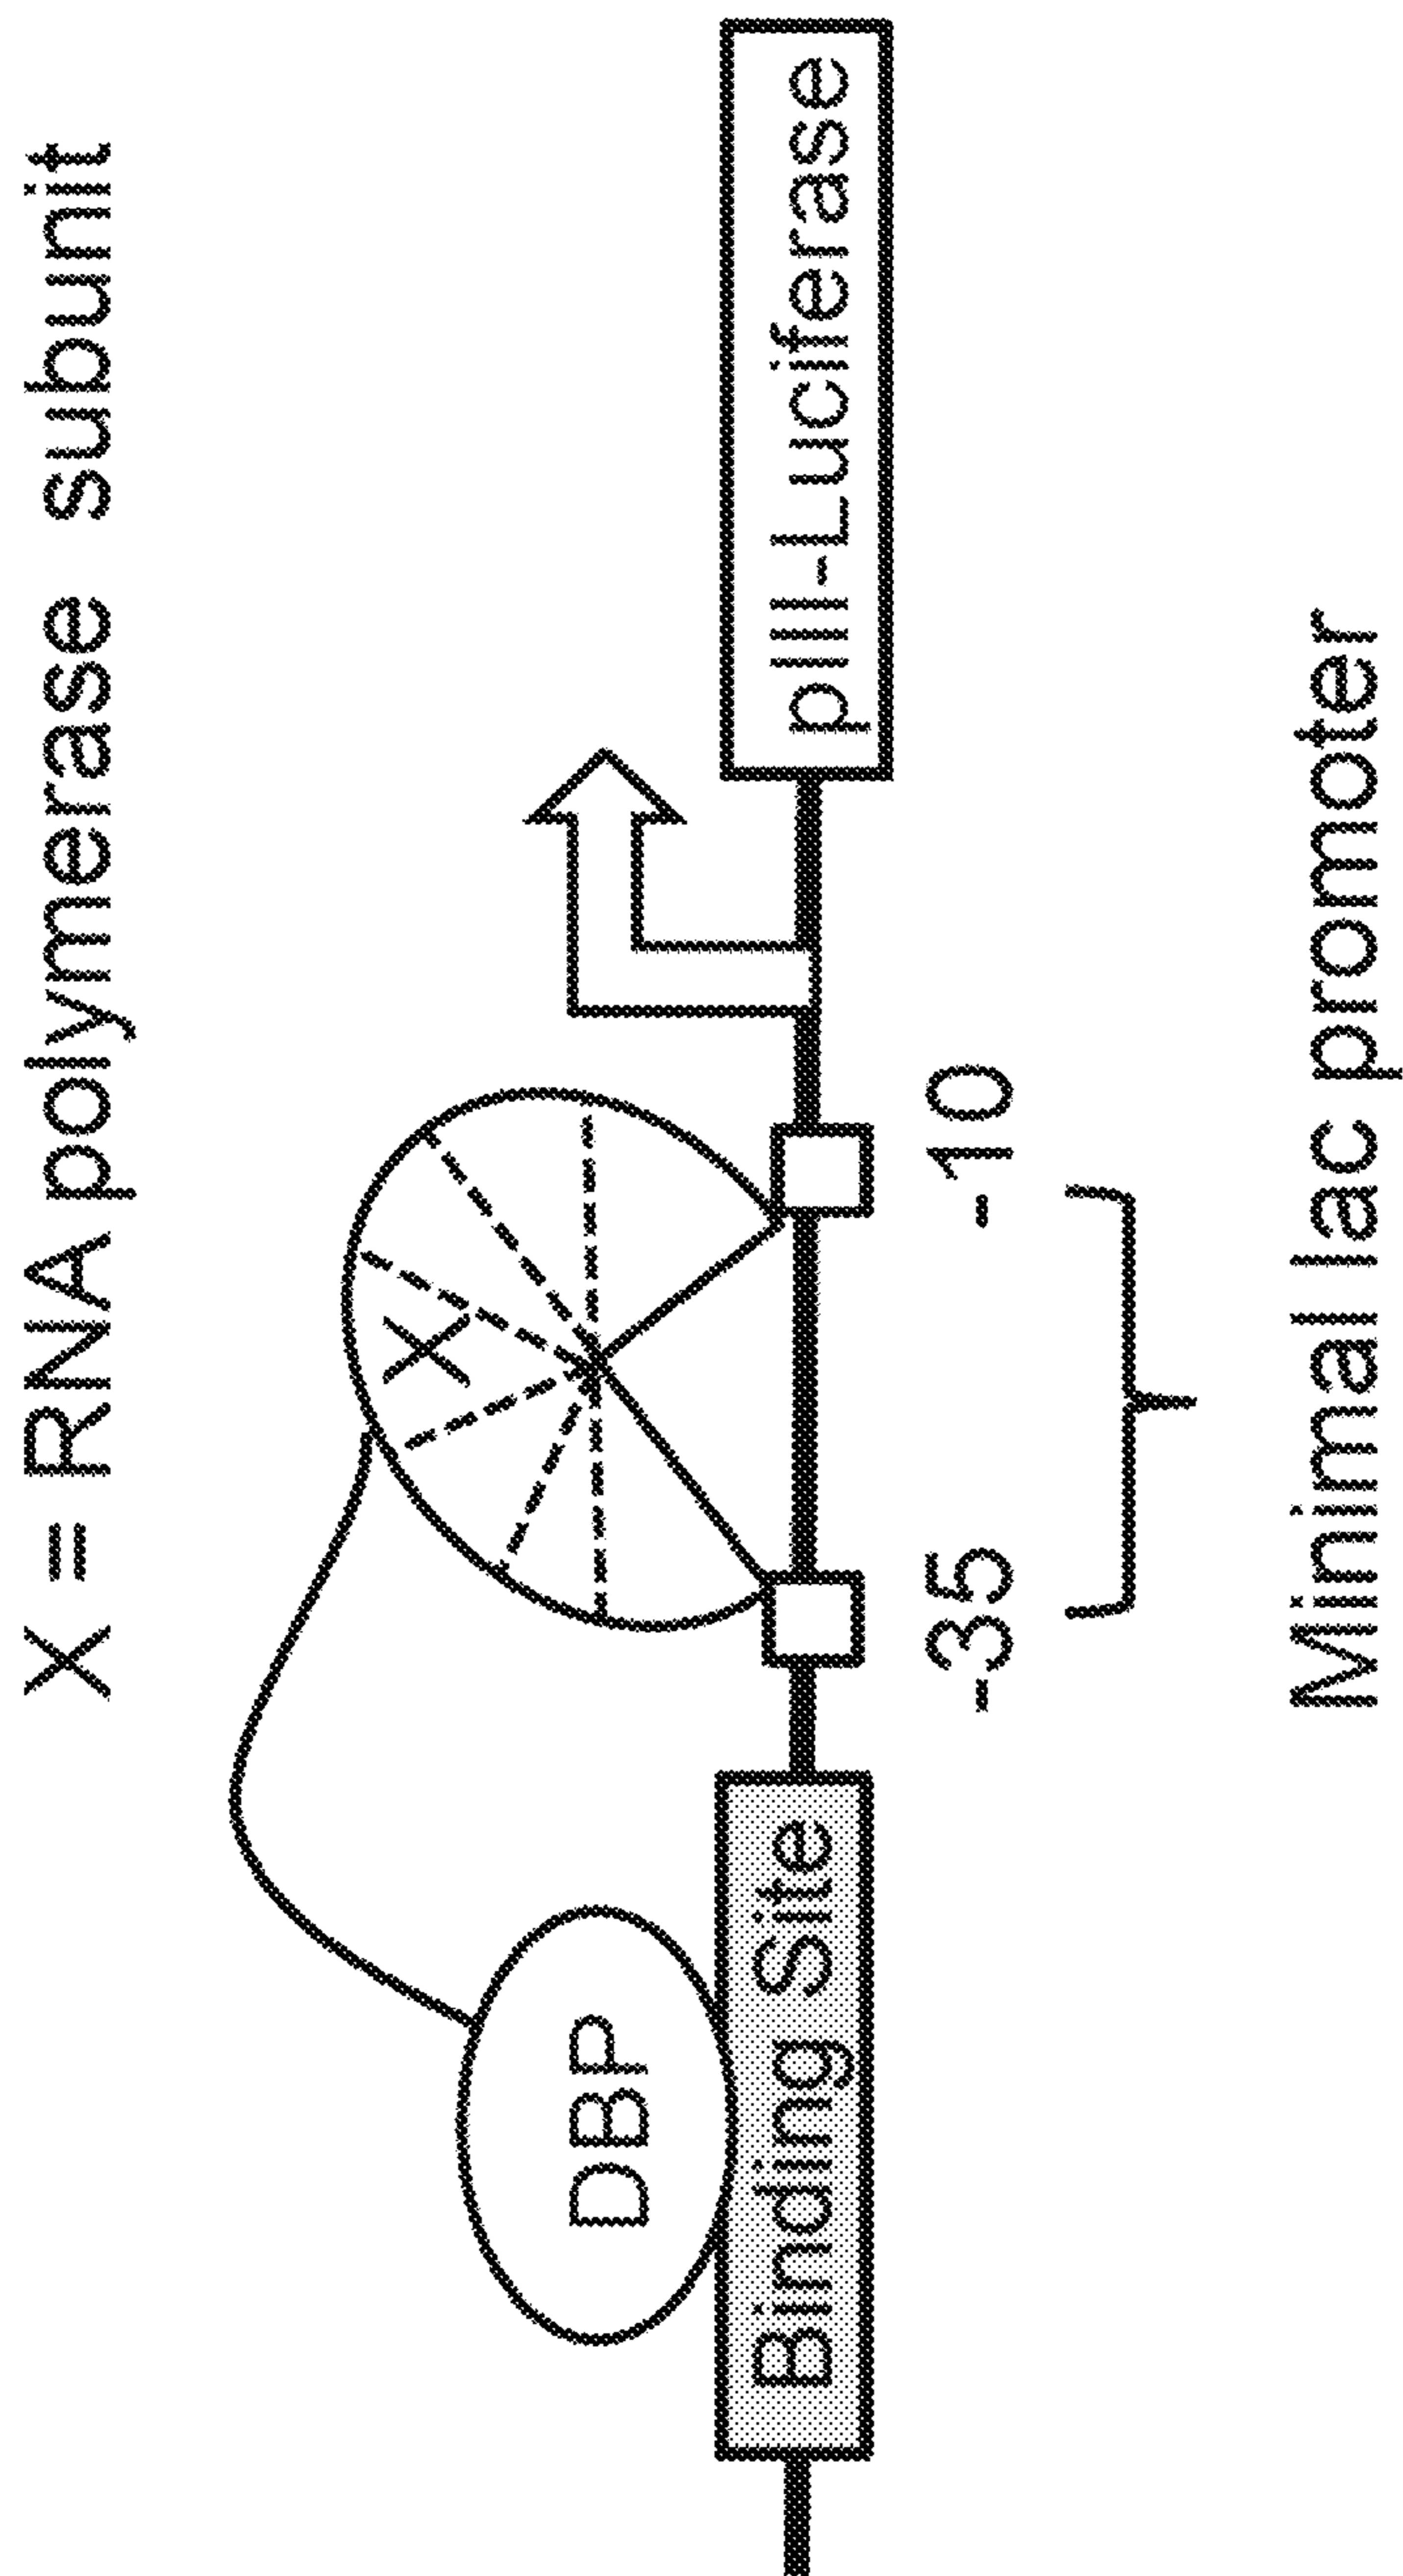 X = RNA polymerase subunit
X
DBP
Binding Site
pIII-Luciferase
-35
-10
Minimal lac promoter